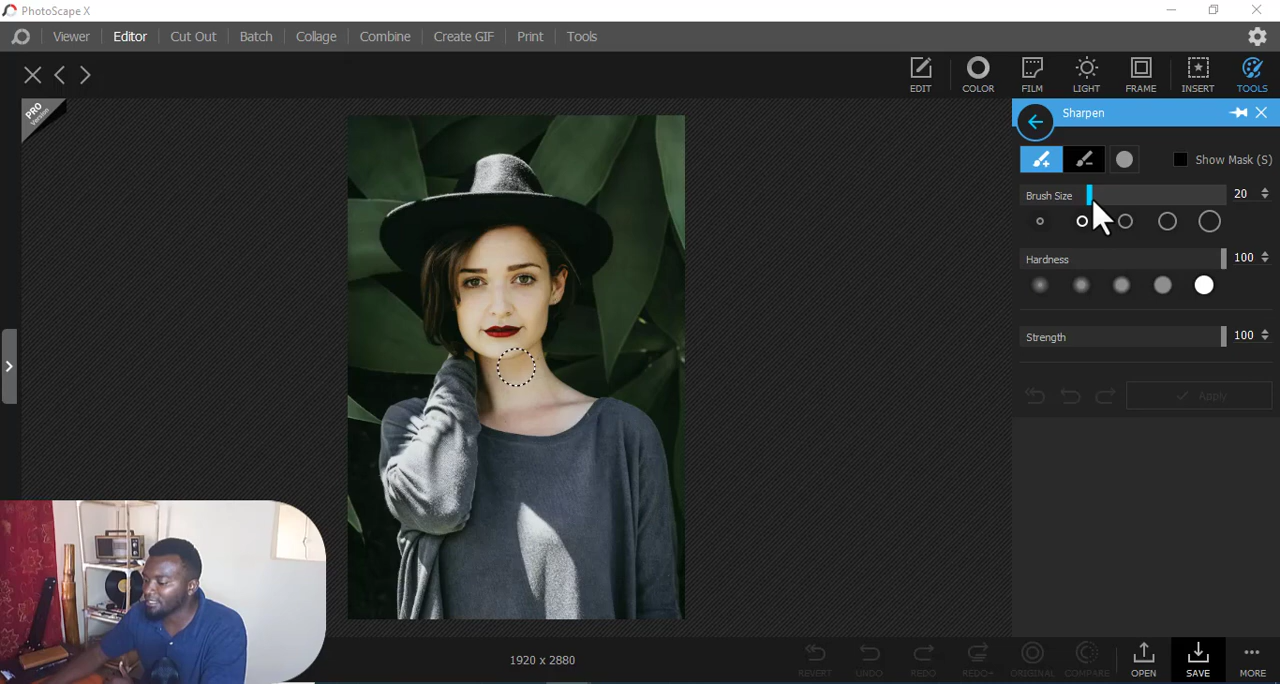 PhotoScape X
Viewer Editor Cut Out Batch Collage Combine Create GIF Print Tools
EDIT COLOR FILM LIGHT FRAME INSERT TOOLS
PRO
Version
Sharpen
Show Mask (S)
Brush Size 20
Hardness 100
Strength 100
Apply
1920 x 2880
REVERT UNDO REDO REDO+ ORIGINAL COMPARE OPEN SAVE MORE